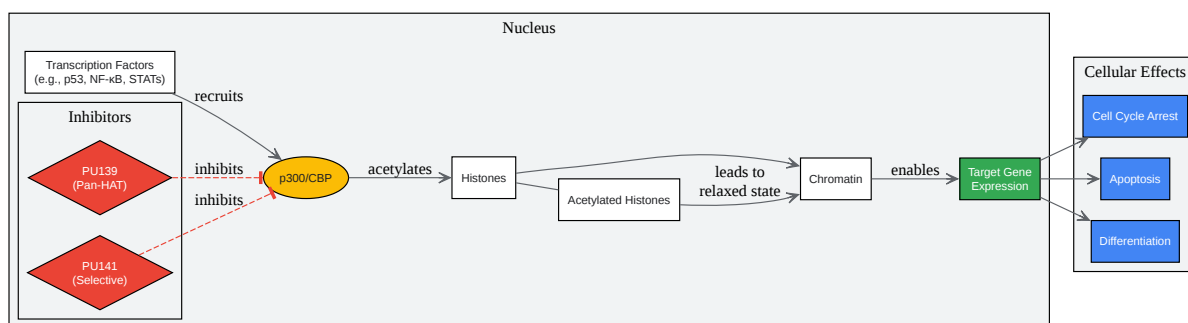 Nucleus
Transcription Factors
(e.g., p53, NF-κB, STATs)
recruits
Inhibitors
PU139
(Pan-HAT)
inhibits
PU141
(Selective)
inhibits
p300/CBP
acetylates
Histones
Acetylated Histones
leads to
relaxed state
Chromatin
enables
Target Gene
Expression
Cellular Effects
Cell Cycle Arrest
Apoptosis
Differentiation